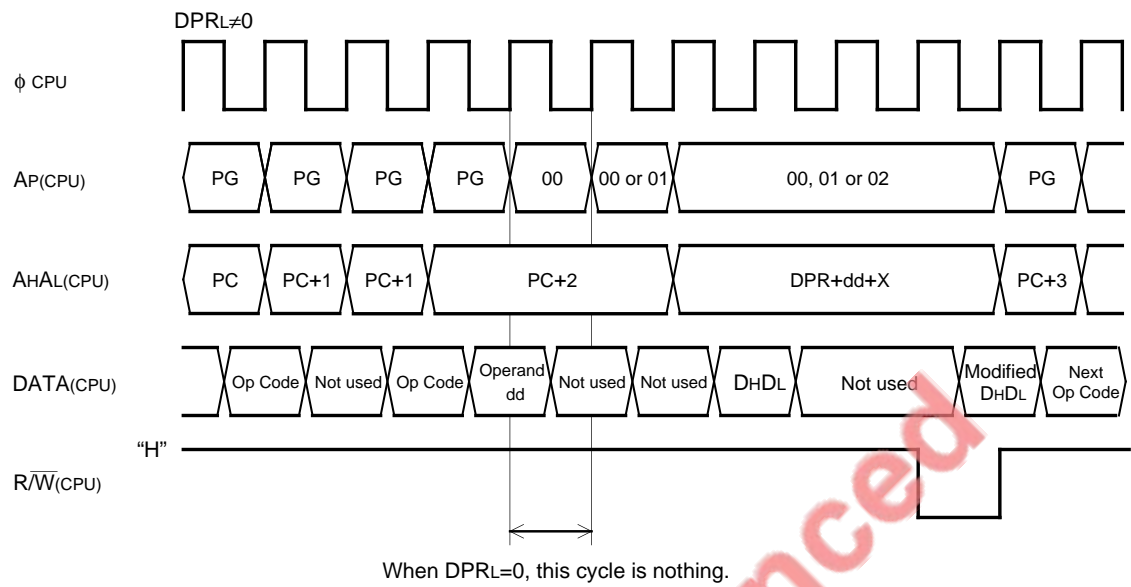 DPRL≠0
ϕ CPU
AP(CPU) PG PG PG PG 00 00 or 01 00, 01 or 02 PG
AHAL(CPU) PC PC+1 PC+1 PC+2 DPR+dd+X PC+3
DATA(CPU) Op Code Not used Op Code Operand dd Not used Not used DHDL Not used Modified DHDL Next Op Code
“H”
R/W̅(CPU)
When DPRL=0, this cycle is nothing.